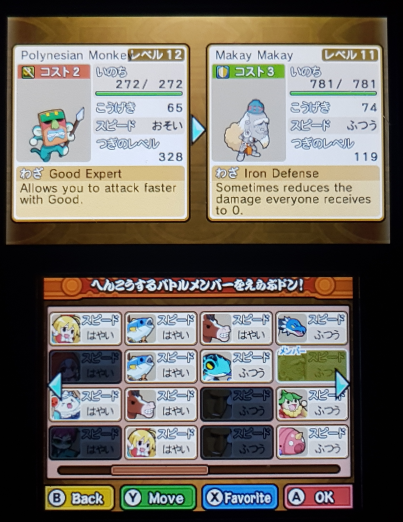 Polynesian Monke レベル 12
コスト2 いのち
272/ 272
こうげき 65
スピード おそい
つぎのレベル
328
わざ Good Expert
Allows you to attack faster
with Good.
Makay Makay レベル 11
コスト3 いのち
781/ 781
こうげき 74
スピード ふつう
つぎのレベル
119
わざ Iron Defense
Sometimes reduces the
damage everyone receives
to 0.
へんこうするバトルメンバーをえらぶドン!
スピード スピード スピード スピード
はやい はやい はやい ふつう
メンバー
スピード スピード スピード スピード
はやい はやい ふつう ふつう
スピード スピード スピード スピード
はやい はやい ふつう ふつう
スピード スピード スピード スピード
はやい はやい ふつう ふつう
B Back Y Move X Favorite A OK